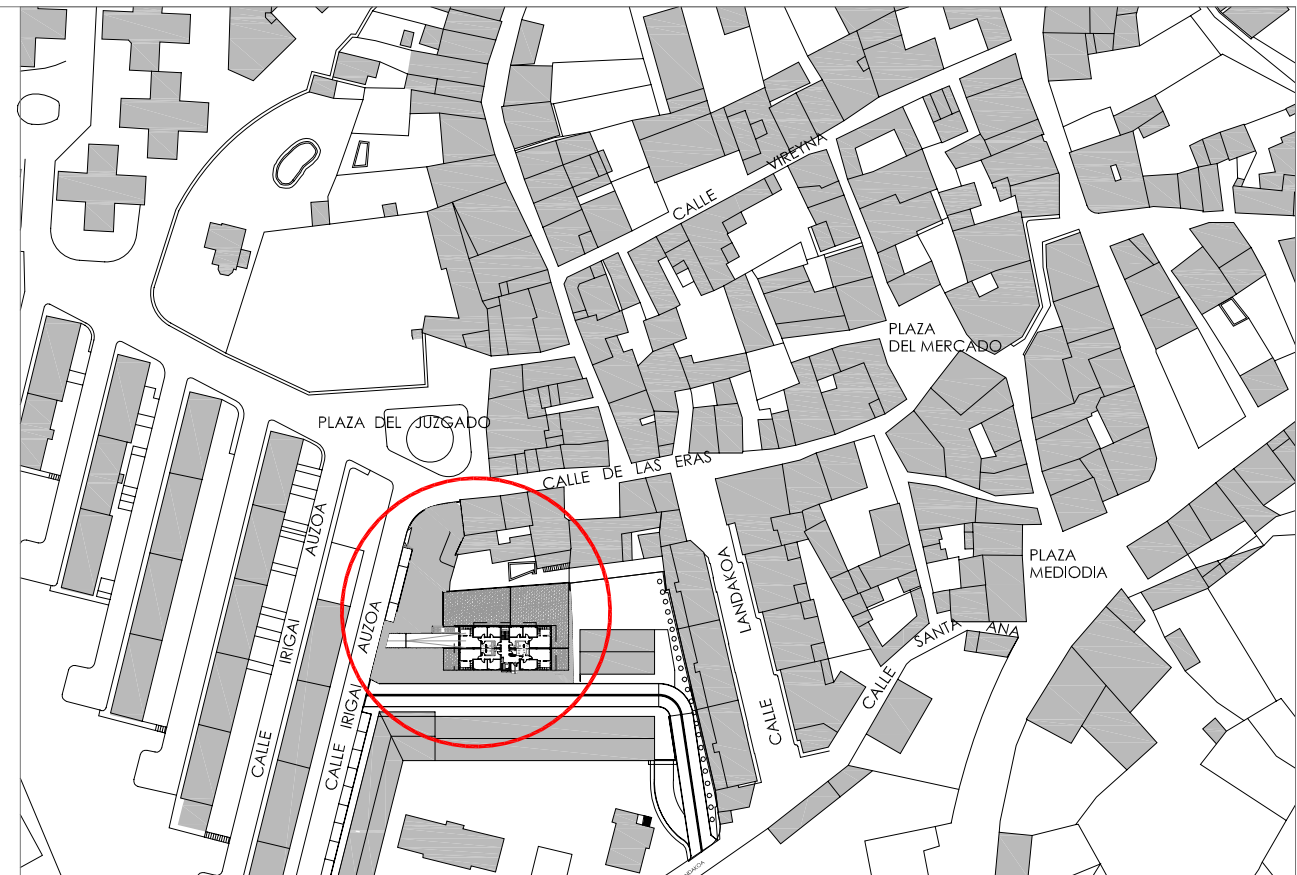 CALLE VIREYNA
PLAZA
DEL MERCADO
PLAZA DEL JUZGADO
CALLE DE LAS ERAS
AUZOA
IRIGAI
CALLE
AUZOA
IRIGAI
CALLE
LANDAKOA
CALLE
PLAZA
MEDIODIA
CALLE SANTA ANA